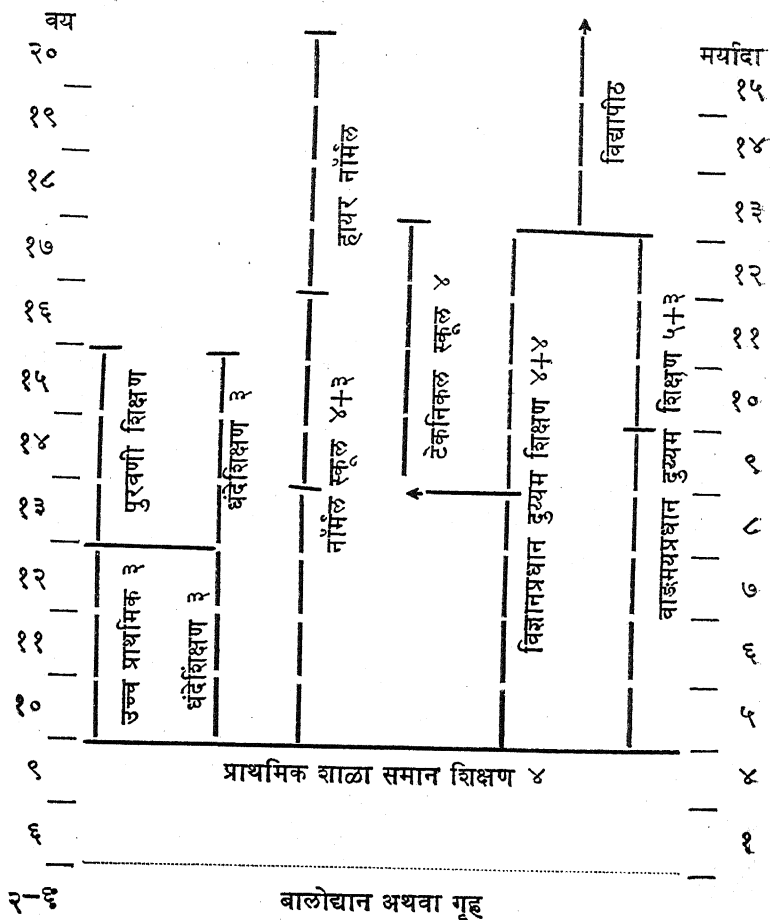 वय
२०
१९
१८
१७
१६
१५
१४
१३
१२
११
१०
९
६
२-६
पुरवणी शिक्षण
उच्च प्राथमिक ३
धंदेशिक्षण ३
धंदेशिंक्षण ३
हायर नॉर्मल
नॉर्मल स्कूल ४+३
टेकनिकल स्कूल ४
विद्यापीठ
विज्ञानप्रधान दुय्यम शिक्षण ४+४
वाङमयप्रधान दुय्यम शिक्षण ५+३
मर्यादा
१५
१४
१३
१२
११
१०
९
८
७
६
५
४
१
प्राथमिक शाळा समान शिक्षण ४
बालोद्यान अथवा गृह